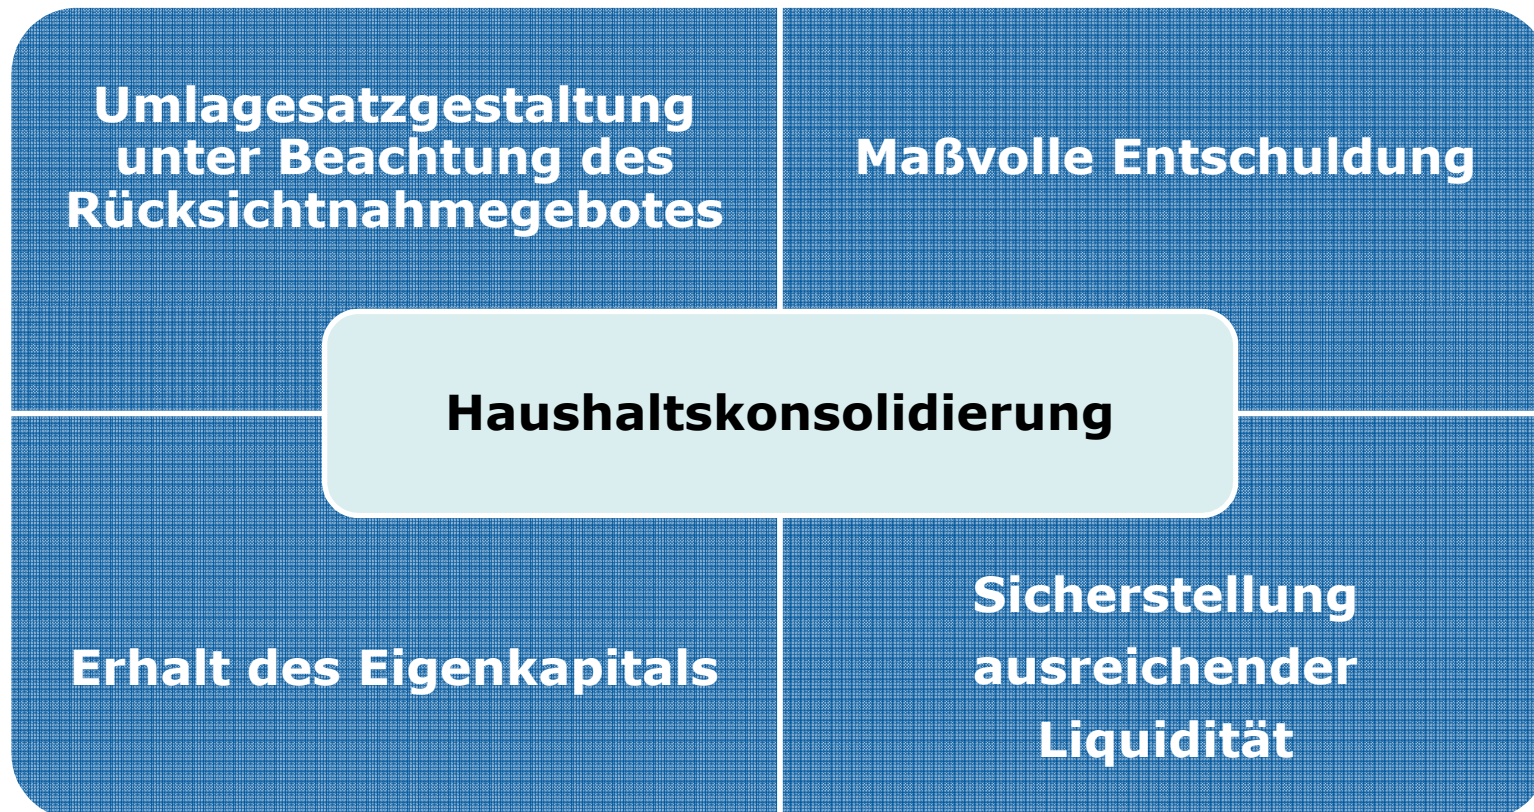 Umlagesatzgestaltung
unter Beachtung des
Rücksichtnahmegebotes
Maßvolle Entschuldung
Haushaltskonsolidierung
Erhalt des Eigenkapitals
Sicherstellung
ausreichender
Liquidität